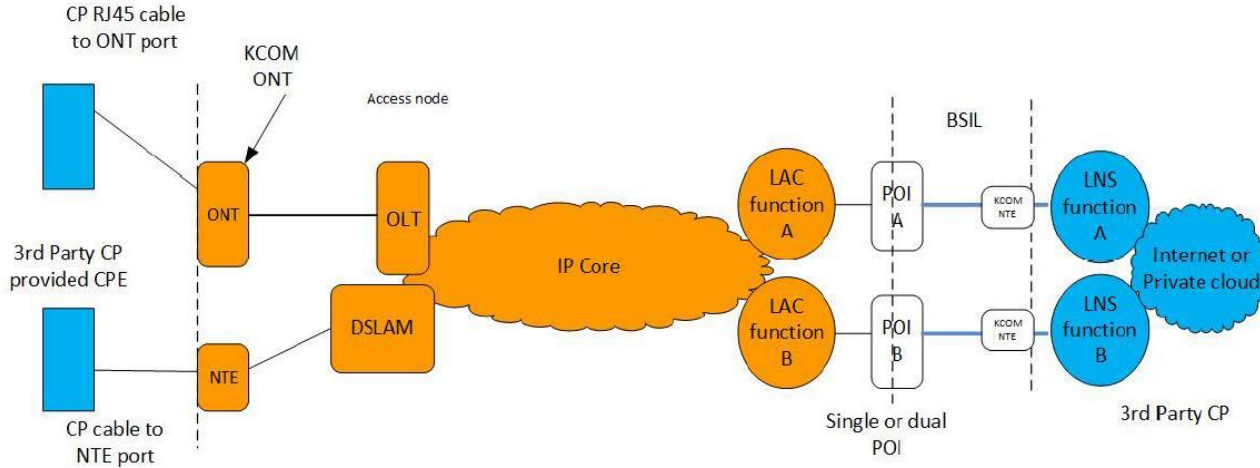 CP RJ45 cable
to ONT port
KCOM
ONT
Access node
BSIL
ONT
OLT
LAC
function
A
POI
A
KCOM
NTE
LNS
function
A
3rd Party CP
provided CPE
IP Core
Internet or
Private cloud
DSLAM
NTE
LAC
function
B
POI
B
KCOM
NTE
LNS
function
B
CP cable to
NTE port
Single or dual
POI
3rd Party CP